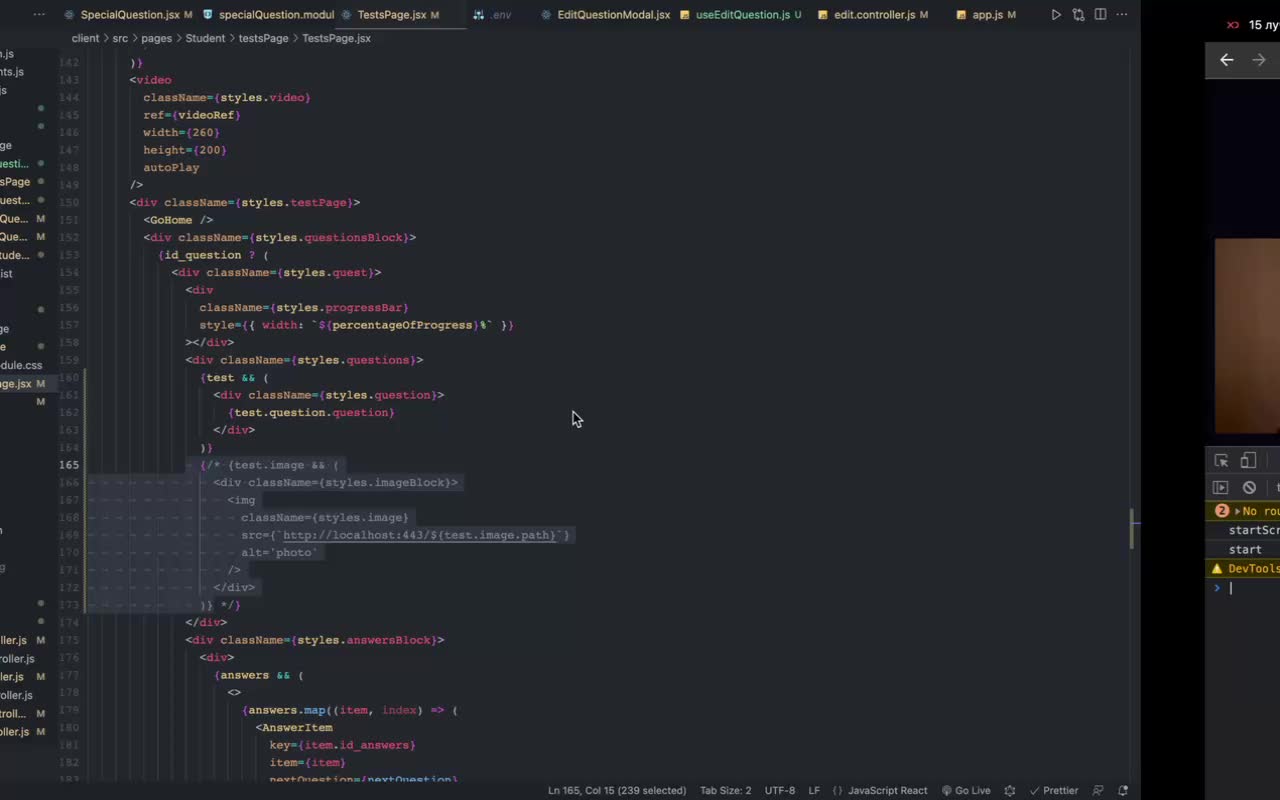 SpecialQuestion.jsx M
specialQuestion.modul
TestsPage.jsx M
.env
EditQuestionModal.jsx
useEditQuestion.js U
edit.controller.js M
app.js M
15 лу
client > src > pages > Student > testsPage > TestsPage.jsx
142 )}
143 <video
144 className={styles.video}
145 ref={videoRef}
146 width={260}
147 height={200}
148 autoPlay
149 />
150 <div className={styles.testPage}>
151 <GoHome />
152 <div className={styles.questionsBlock}>
153 {id_question ? (
154 <div className={styles.quest}>
155 <div
156 className={styles.progressBar}
157 style={{ width: `${percentageOfProgress}%` }}
158 ></div>
159 <div className={styles.questions}>
160 {test && (
161 <div className={styles.question}>
162 {test.question.question}
163 </div>
164 )}
165 {/* {test.image && (
166 <div className={styles.imageBlock}>
167 <img
168 className={styles.image}
169 src={`http://localhost:443/${test.image.path}`}
170 alt='photo'
171 />
172 </div>
173 )} */}
174 </div>
175 <div className={styles.answersBlock}>
176 <div>
177 {answers && (
178 <>
179 {answers.map((item, index) => (
180 <AnswerItem
181 key={item.id_answers}
182 item={item}
183 nextQuestion={nextQuestion}
n.js
nts.js
js
ge
uesti...
sPage
uest...
Que... M
Que... M
tude...
ist
ge
e
dule.css
age.jsx M
M
g
ller.js M
roller.js
ller.js M
roller.js
troll... M
ller.js M
2 No rou
startScr
start
DevTools
Ln 165, Col 15 (239 selected)
Tab Size: 2
UTF-8
LF
{ } JavaScript React
Go Live
Prettier